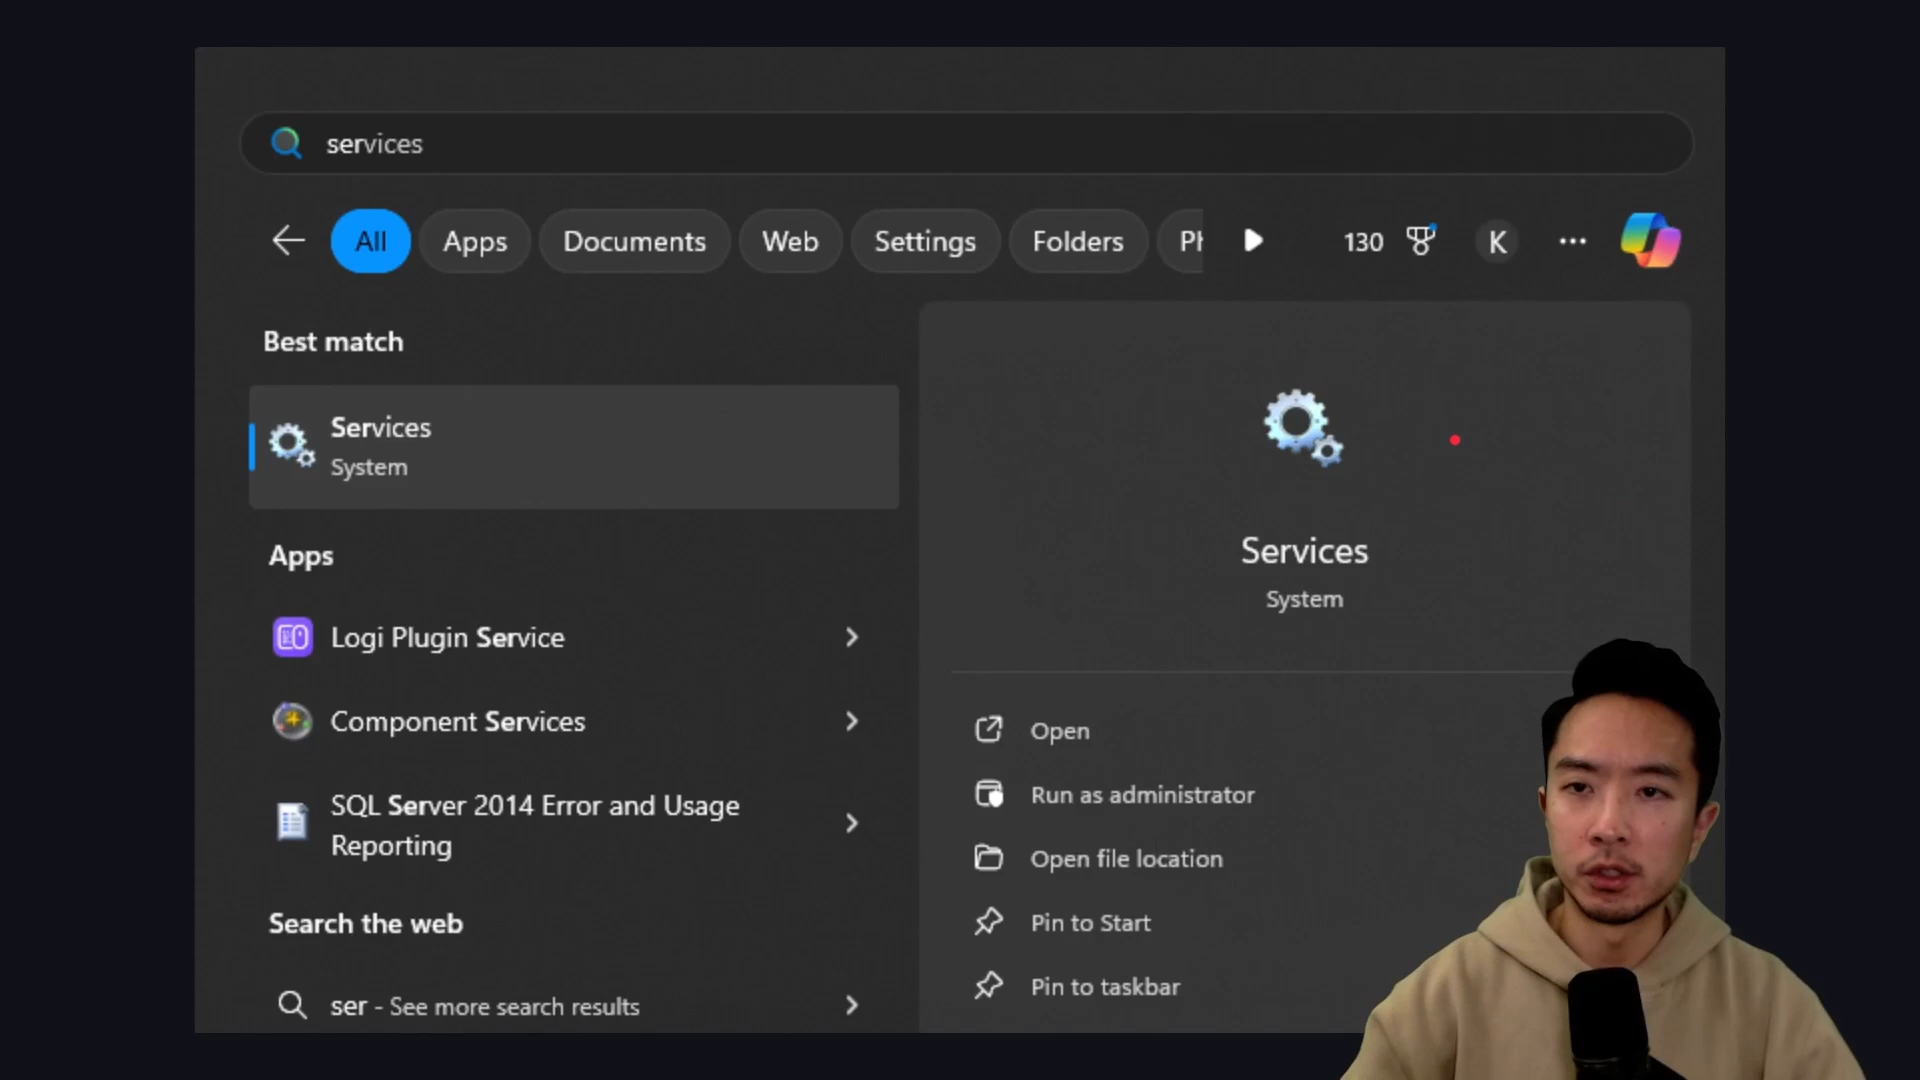 services
All Apps Documents Web Settings Folders Ph 130 K
Best match
Services
System
Apps
Logi Plugin Service
Component Services
SQL Server 2014 Error and Usage
Reporting
Search the web
ser - See more search results
Services
System
Open
Run as administrator
Open file location
Pin to Start
Pin to taskbar